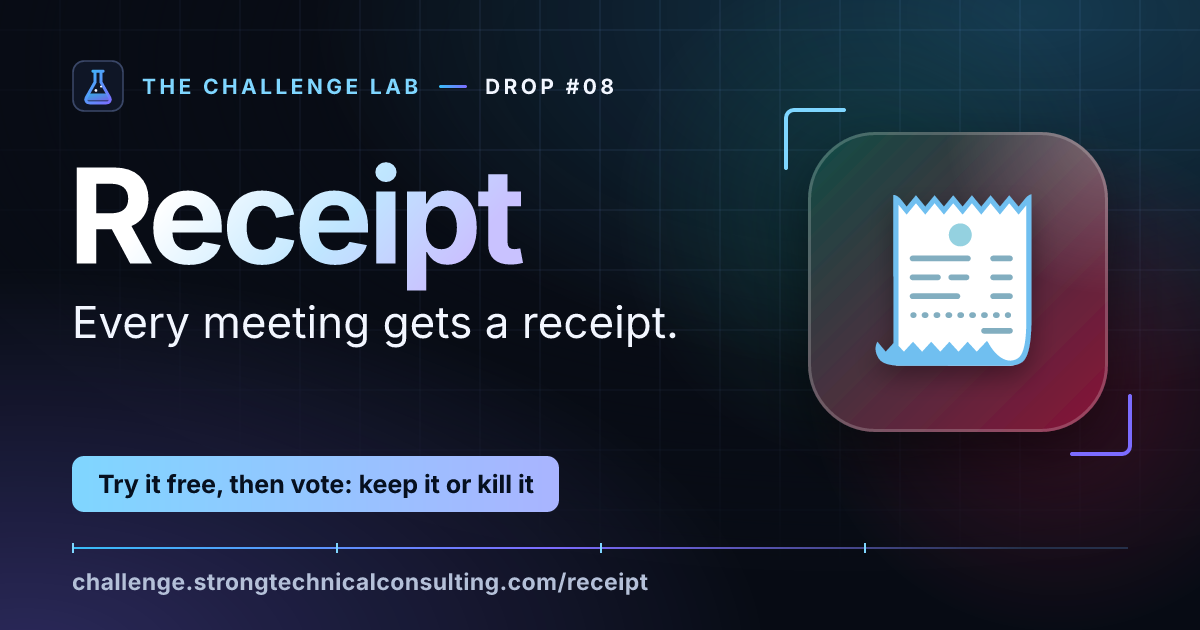 THE CHALLENGE LAB — DROP #08
Receipt
Every meeting gets a receipt.
Try it free, then vote: keep it or kill it
challenge.strongtechnicalconsulting.com/receipt